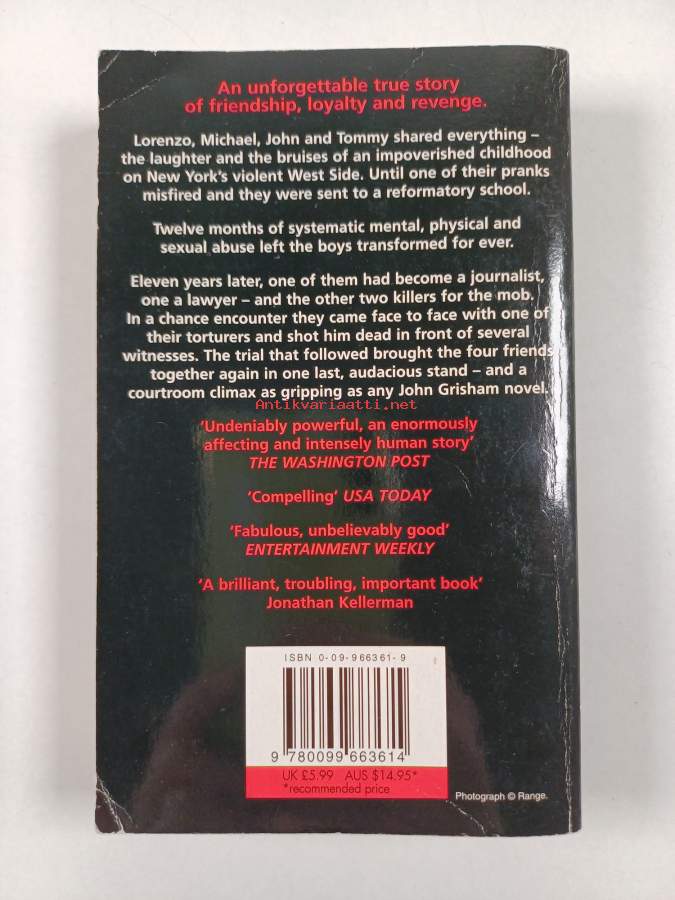 An unforgettable true story
of friendship, loyalty and revenge.
Lorenzo, Michael, John and Tommy shared everything –
the laughter and the bruises of an impoverished childhood
on New York's violent West Side. Until one of their pranks
misfired and they were sent to a reformatory school.
Twelve months of systematic mental, physical and
sexual abuse left the boys transformed for ever.
Eleven years later, one of them had become a journalist,
one a lawyer – and the other two killers for the mob.
In a chance encounter they came face to face with one of
their torturers and shot him dead in front of several
witnesses. The trial that followed brought the four friends
together again in one last, audacious stand – and a
courtroom climax as gripping as any John Grisham novel.
Antikvariaatti.net
'Undeniably powerful, an enormously
affecting and intensely human story'
THE WASHINGTON POST
'Compelling' USA TODAY
'Fabulous, unbelievably good'
ENTERTAINMENT WEEKLY
'A brilliant, troubling, important book'
Jonathan Kellerman
ISBN 0-09-966361-9
9 780099 663614
UK £5.99 AUS $14.95*
*recommended price
Photograph © Range.